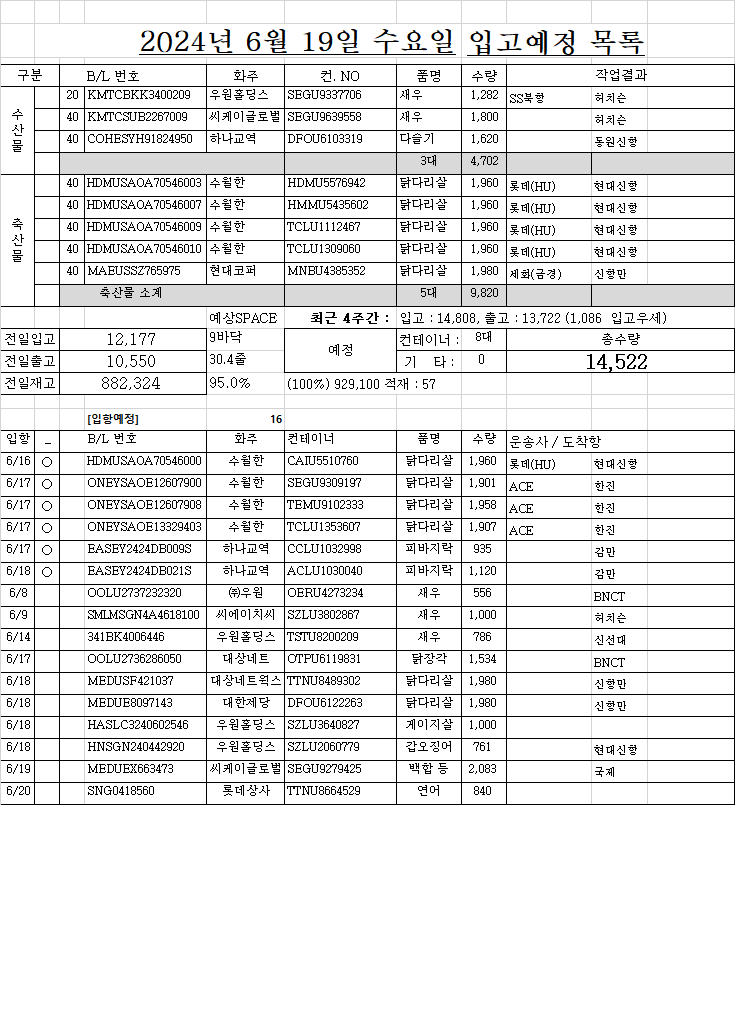 2024년 6월 19일 수요일 입고예정 목록
구분 B/L 번호 화주 컨. NO 품명 수량 작업결과
수산물
20 KMTCBKK3400209 우원홀딩스 SEGU9337706 새우 1,282 SS북항 허치슨
40 KMTCSUB2267009 씨케이글로벌 SEGU9639558 새우 1,800 허치슨
40 COHESYH91824950 하나교역 DFOU6103319 다슬기 1,620 동원신항
3대 4,702
축산물
40 HDMUSAOA70546003 수월한 HDMU5576942 닭다리살 1,960 롯데(HU) 현대신항
40 HDMUSAOA70546007 수월한 HMMU5435602 닭다리살 1,960 롯데(HU) 현대신항
40 HDMUSAOA70546009 수월한 TCLU1112467 닭다리살 1,960 롯데(HU) 현대신항
40 HDMUSAOA70546010 수월한 TCLU1309060 닭다리살 1,960 롯데(HU) 현대신항
40 MAEUSSZ765975 현대코퍼 MNBU4385352 닭다리살 1,980 세화(금경) 신항만
축산물 소계 5대 9,820
예상SPACE 최근 4주간 : 입고 : 14,808, 출고 : 13,722 (1,086 입고우세)
전일입고 12,177 9바닥 예정 컨테이너 : 8대 총수량
전일출고 10,550 30.4줄 기 타 : 0 14,522
전일재고 882,324 95.0% (100%) 929,100 적재 : 57
[입항예정] 16
입항 _ B/L 번호 화주 컨테이너 품명 수량 운송사 / 도착항
6/16 ○ HDMUSAOA70546000 수월한 CAIU5510760 닭다리살 1,960 롯데(HU) 현대신항
6/17 ○ ONEYSAOE12607900 수월한 SEGU9309197 닭다리살 1,901 ACE 한진
6/17 ○ ONEYSAOE12607908 수월한 TEMU9102333 닭다리살 1,958 ACE 한진
6/17 ○ ONEYSAOE13329403 수월한 TCLU1353607 닭다리살 1,907 ACE 한진
6/17 ○ EASEY2424DB009S 하나교역 CCLU1032998 피바지락 935 감만
6/18 ○ EASEY2424DB021S 하나교역 ACLU1030040 피바지락 1,120 감만
6/8 OOLU2737232320 ㈜우원 OERU4273234 새우 556 BNCT
6/9 SMLMSGN4A4618100 씨에이치씨 SZLU3802867 새우 1,000 허치슨
6/14 341BK4006446 우원홀딩스 TSTU8200209 새우 786 신선대
6/17 OOLU2736286050 대상네트 OTPU6119831 닭장각 1,534 BNCT
6/18 MEDUSF421037 대상네트웍스 TTNU8489302 닭다리살 1,980 신항만
6/18 MEDUE8097143 대한제당 DFOU6122263 닭다리살 1,980 신항만
6/18 HASLC3240602546 우원홀딩스 SZLU3640827 게이지살 1,000
6/18 HNSGN240442920 우원홀딩스 SZLU2060779 갑오징어 761 현대신항
6/19 MEDUEX663473 씨케이글로벌 SEGU9279425 백합 등 2,083 국제
6/20 SNG0418560 롯데상사 TTNU8664529 연어 840